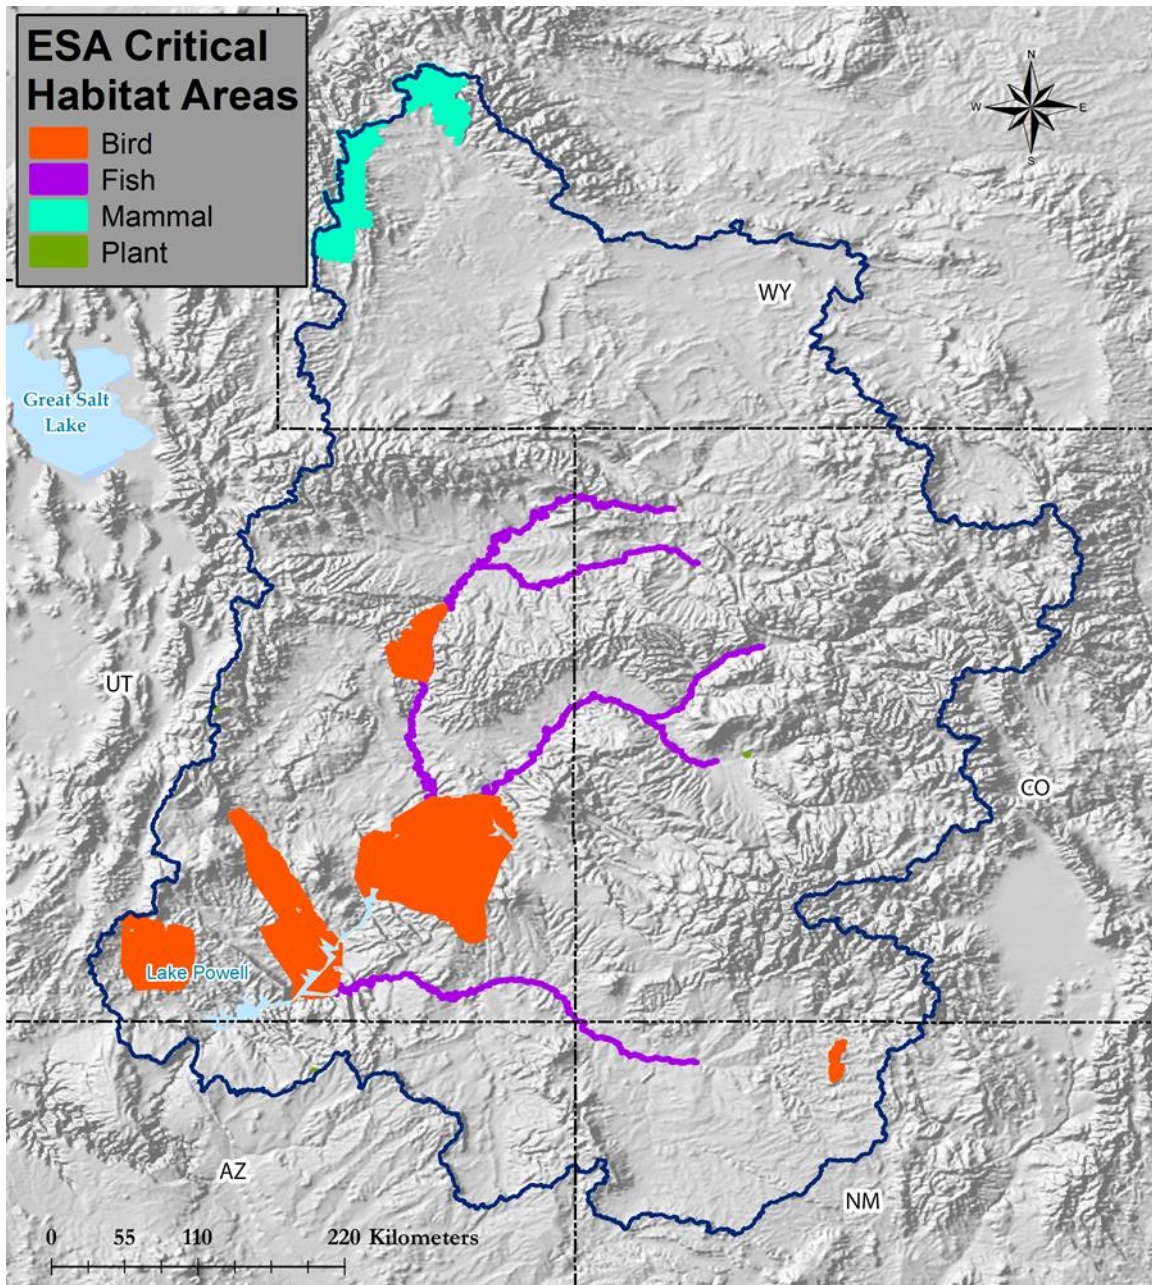 ESA Critical
Habitat Areas
Bird
Fish
Mammal
Plant
N
W
E
S
WY
Great Salt
Lake
UT
CO
Lake Powell
AZ
NM
0 55 110 220 Kilometers